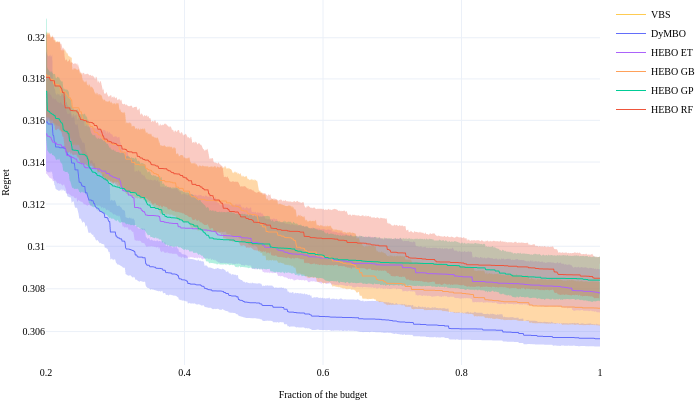 0.32
0.318
0.316
0.314
0.312
0.31
0.308
0.306
Regret
0.2
0.4
0.6
0.8
1
Fraction of the budget
VBS
DyMBO
HEBO ET
HEBO GB
HEBO GP
HEBO RF